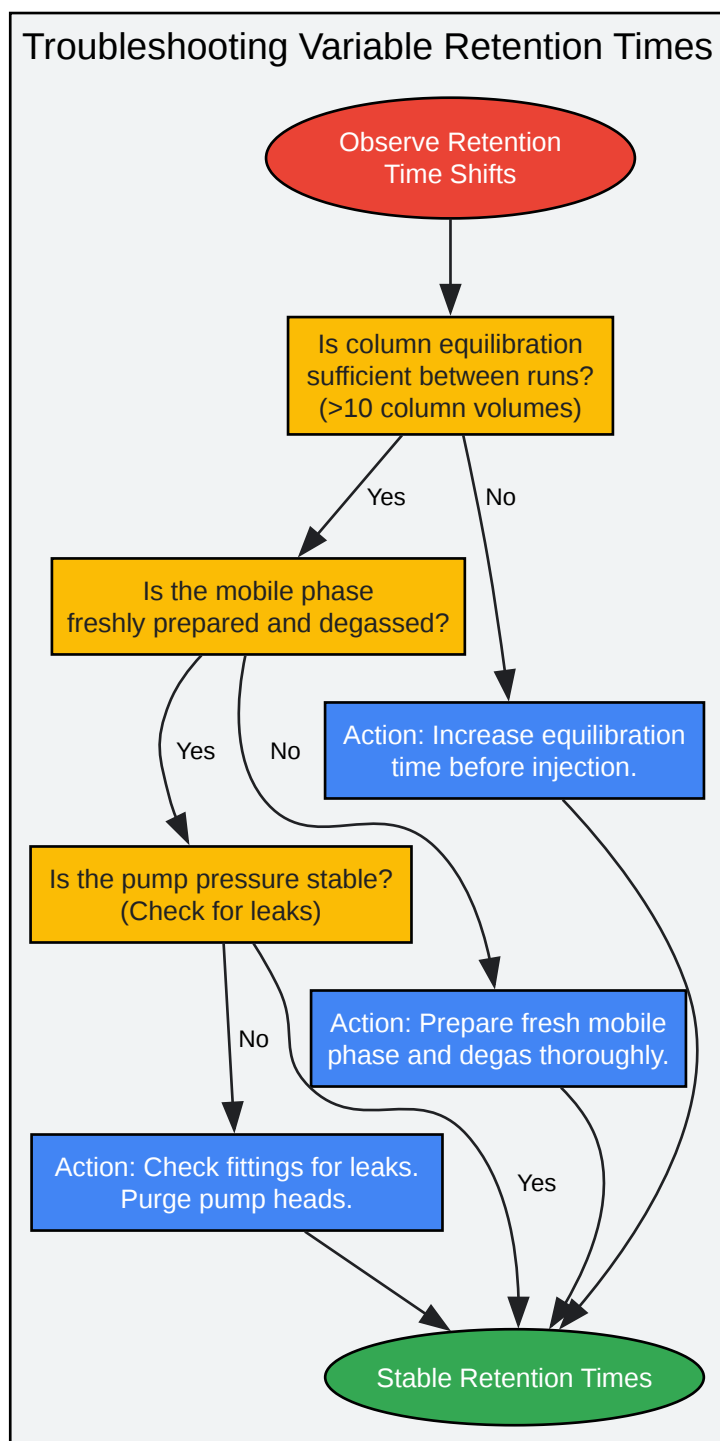 Troubleshooting Variable Retention Times
Observe Retention
Time Shifts
Is column equilibration
sufficient between runs?
(>10 column volumes)
Yes
No
Is the mobile phase
freshly prepared and degassed?
Action: Increase equilibration
time before injection.
Yes
No
Is the pump pressure stable?
(Check for leaks)
Action: Prepare fresh mobile
phase and degas thoroughly.
No
Action: Check fittings for leaks.
Purge pump heads.
Yes
Stable Retention Times